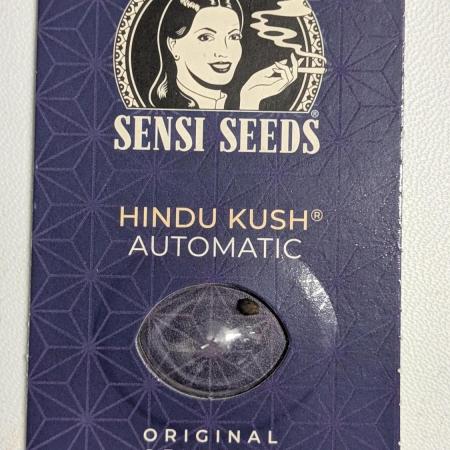 SENSI SEEDS®
HINDU KUSH®
AUTOMATIC
ORIGINAL